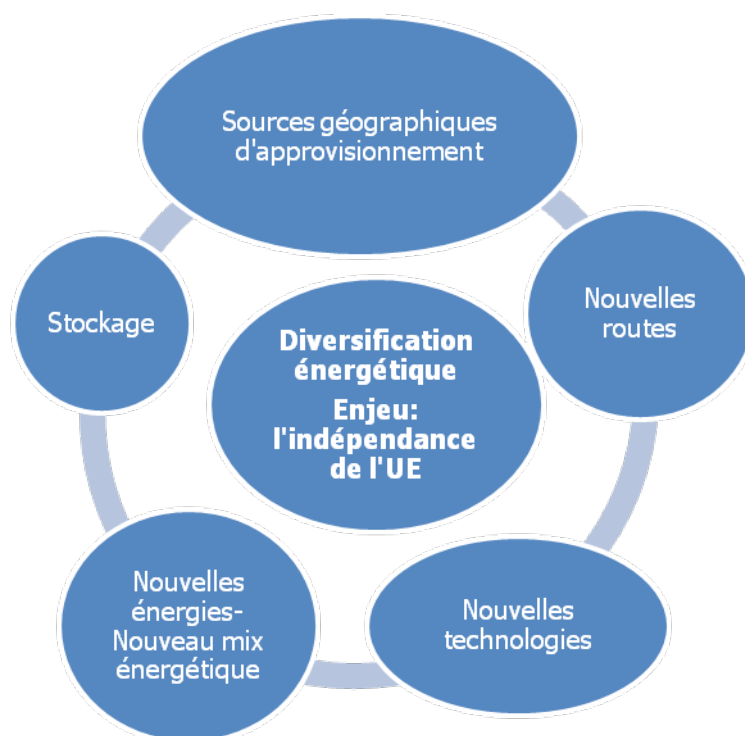 Sources géographiques
d'approvisionnement
Nouvelles
routes
Stockage
Diversification
énergétique
Enjeu:
l'indépendance
de l'UE
Nouvelles
énergies-
Nouveau mix
énergétique
Nouvelles
technologies